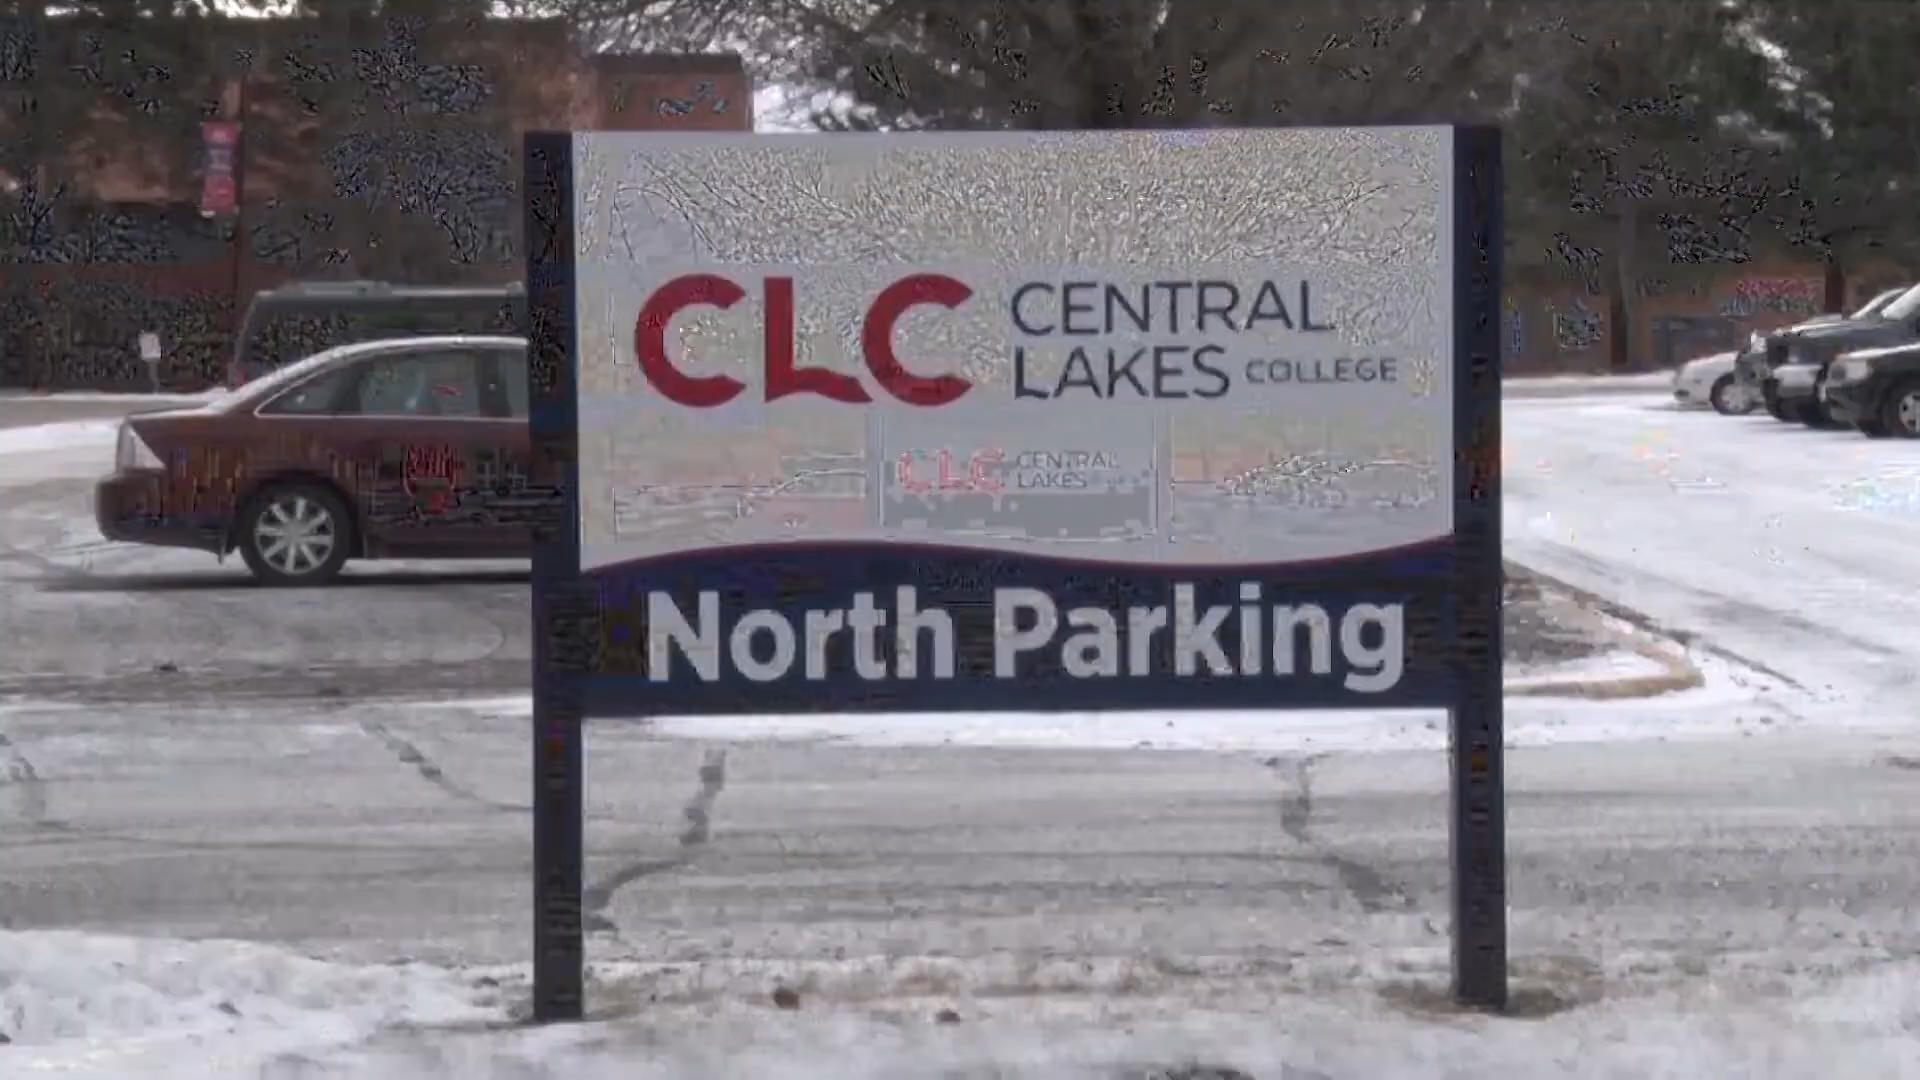 CLC CENTRAL
LAKES COLLEGE
CLC CENTRAL
LAKES
North Parking